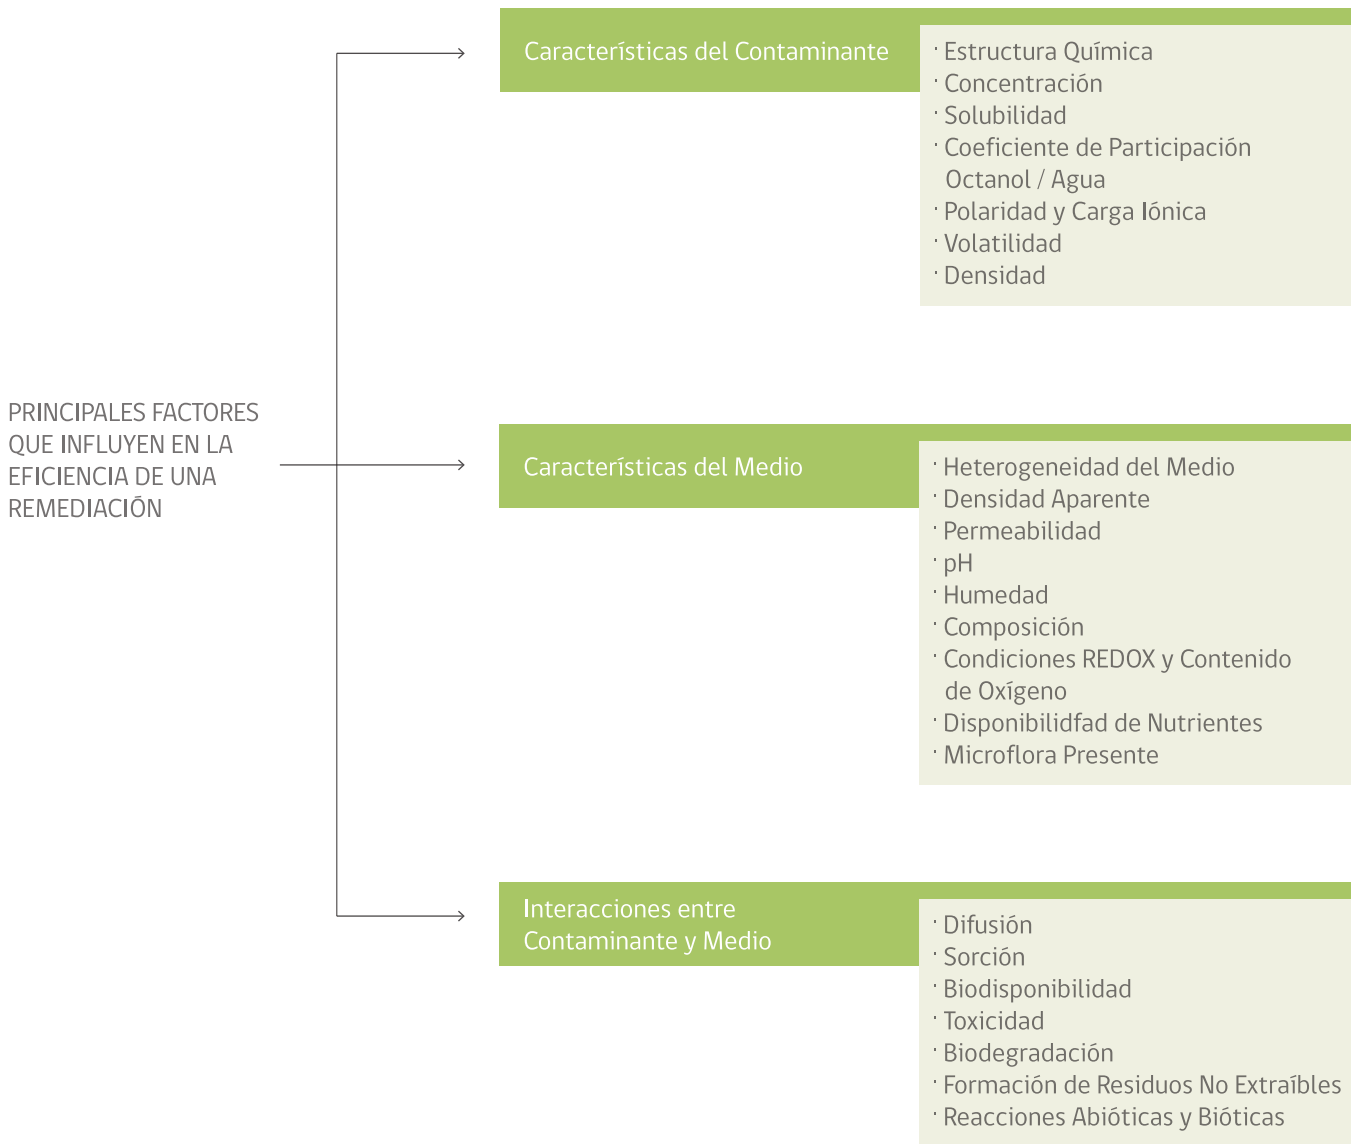 PRINCIPALES FACTORES
QUE INFLUYEN EN LA
EFICIENCIA DE UNA
REMEDIACIÓN
Características del Contaminante
· Estructura Química
· Concentración
· Solubilidad
· Coeficiente de Participación
Octanol / Agua
· Polaridad y Carga Iónica
· Volatilidad
· Densidad
Características del Medio
· Heterogeneidad del Medio
· Densidad Aparente
· Permeabilidad
· pH
· Humedad
· Composición
· Condiciones REDOX y Contenido
de Oxígeno
· Disponibilidfad de Nutrientes
· Microflora Presente
Interacciones entre
Contaminante y Medio
· Difusión
· Sorción
· Biodisponibilidad
· Toxicidad
· Biodegradación
· Formación de Residuos No Extraíbles
· Reacciones Abióticas y Bióticas